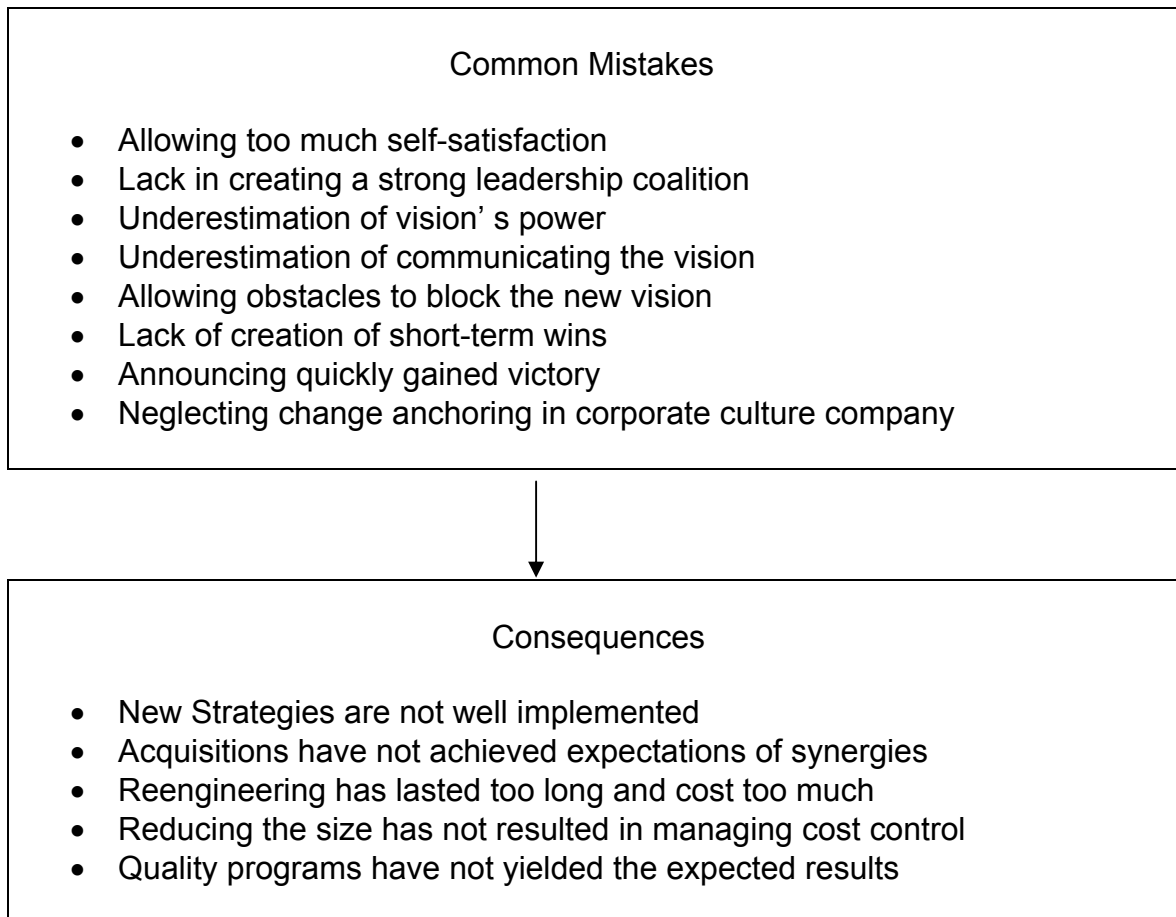 Common Mistakes
• Allowing too much self-satisfaction
• Lack in creating a strong leadership coalition
• Underestimation of vision’ s power
• Underestimation of communicating the vision
• Allowing obstacles to block the new vision
• Lack of creation of short-term wins
• Announcing quickly gained victory
• Neglecting change anchoring in corporate culture company
Consequences
• New Strategies are not well implemented
• Acquisitions have not achieved expectations of synergies
• Reengineering has lasted too long and cost too much
• Reducing the size has not resulted in managing cost control
• Quality programs have not yielded the expected results